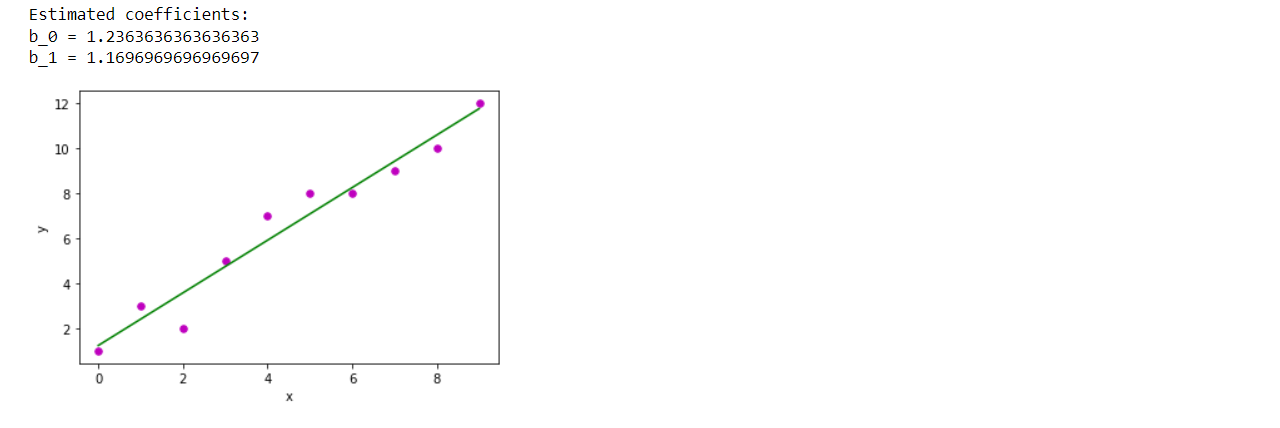 Estimated coefficients:
b_0 = 1.2363636363636363
b_1 = 1.1696969696969697
12
10
8
6
4
2
y
0 2 4 6 8
x